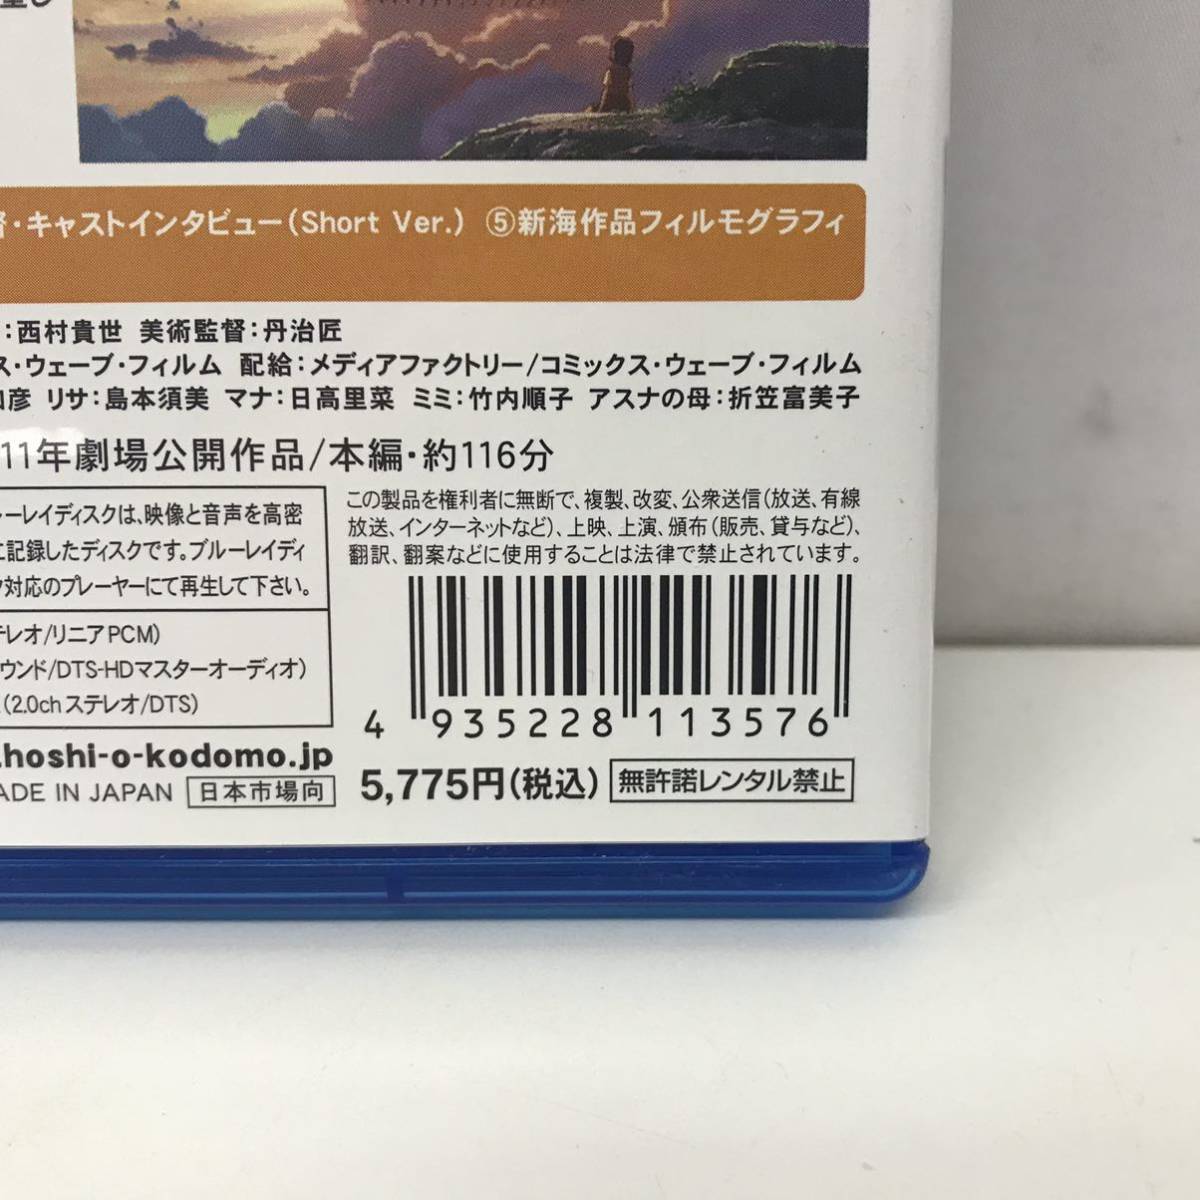 督・キャストインタビュー(Short Ver.) ⑤新海作品フィルモグラフィ
:西村貴世 美術監督:丹治匠
ス・ウェーブ・フィルム 配給:メディアファクトリー/コミックス・ウェーブ・フィルム
和彦 リサ:島本須美 マナ:日高里菜 ミミ:竹内順子 アスナの母:折笠富美子
11年劇場公開作品/本編・約116分
ーレイディスクは、映像と音声を高密
に記録したディスクです。ブルーレイディ
ク対応のプレーヤーにて再生して下さい。
この製品を権利者に無断で、複製、改変、公衆送信(放送、有線
放送、インターネットなど)、上映、上演、頒布(販売、貸与など)、
翻訳、翻案などに使用することは法律で禁止されています。
テレオ/リニアPCM)
ウンド/DTS-HDマスターオーディオ)
(2.0chステレオ/DTS)
4 935228 113576
.hoshi-o-kodomo.jp
ADE IN JAPAN 日本市場向
5,775円(税込) 無許諾レンタル禁止